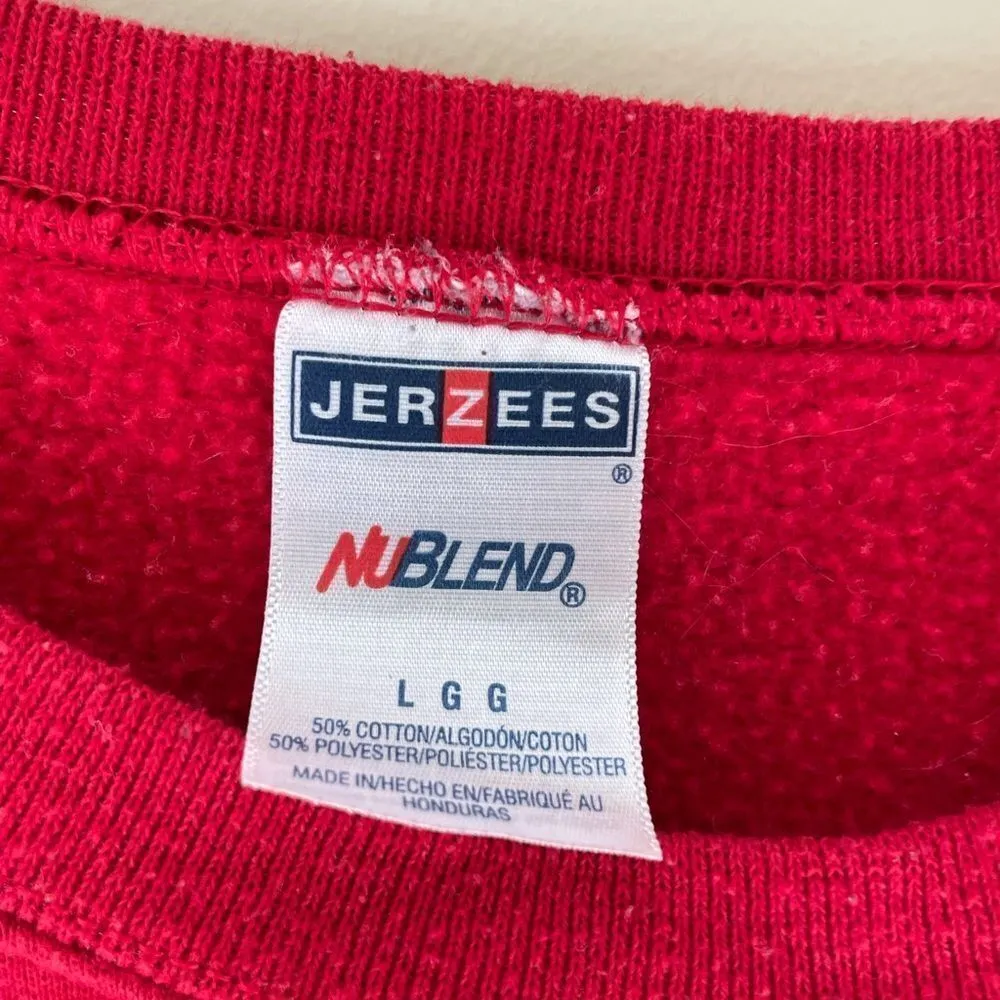 JERZEES
®
NUBLEND®
L G G
50% COTTON/ALGODÓN/COTON
50% POLYESTER/POLIÉSTER/POLYESTER
MADE IN/HECHO EN/FABRIQUÉ AU
HONDURAS